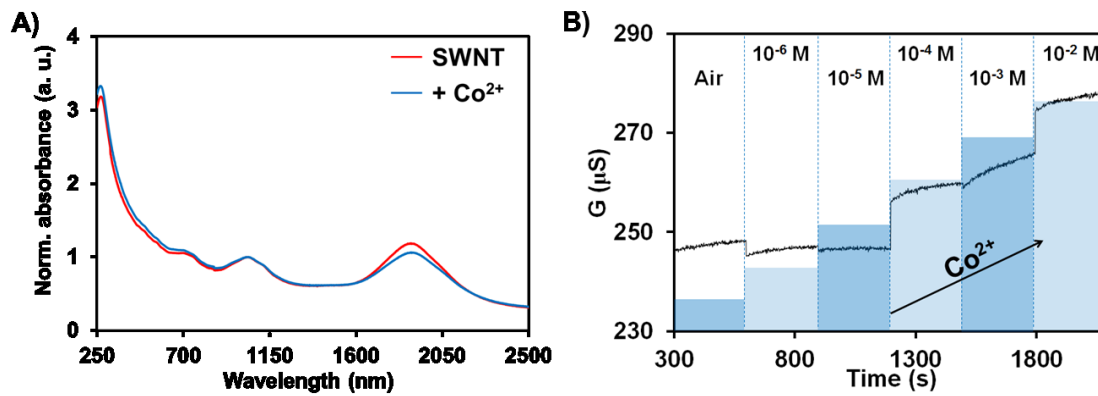 A)
Norm. absorbance (a. u.)
4
3
2
1
0
SWNT
+ Co²⁺
250 700 1150 1600 2050 2500
Wavelength (nm)
B)
G (µS)
290
270
250
230
Air
10⁻⁶ M
10⁻⁵ M
10⁻⁴ M
10⁻³ M
10⁻² M
Co²⁺
300 800 1300 1800
Time (s)